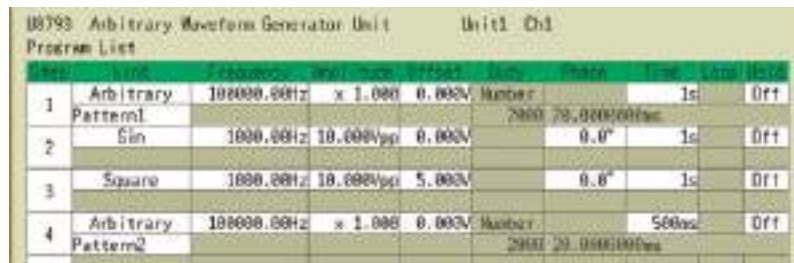 U8793 Arbitrary Waveform Generator Unit Unit1 Ch1
Program List
Step Kind Frequency Amplitude Offset Duty Phase Time Loop Hold
1 Arbitrary 100000.00Hz x 1.000 0.000V Number 1s Off
Pattern1 2000
2 Sin 1000.00Hz 10.000Vpp 0.000V 0.0° 1s Off
3 Square 1000.00Hz 10.000Vpp 5.000V 0.0° 1s Off
4 Arbitrary 100000.00Hz x 1.000 0.000V Number 500ms Off
Pattern2 2000 20.0000000ms